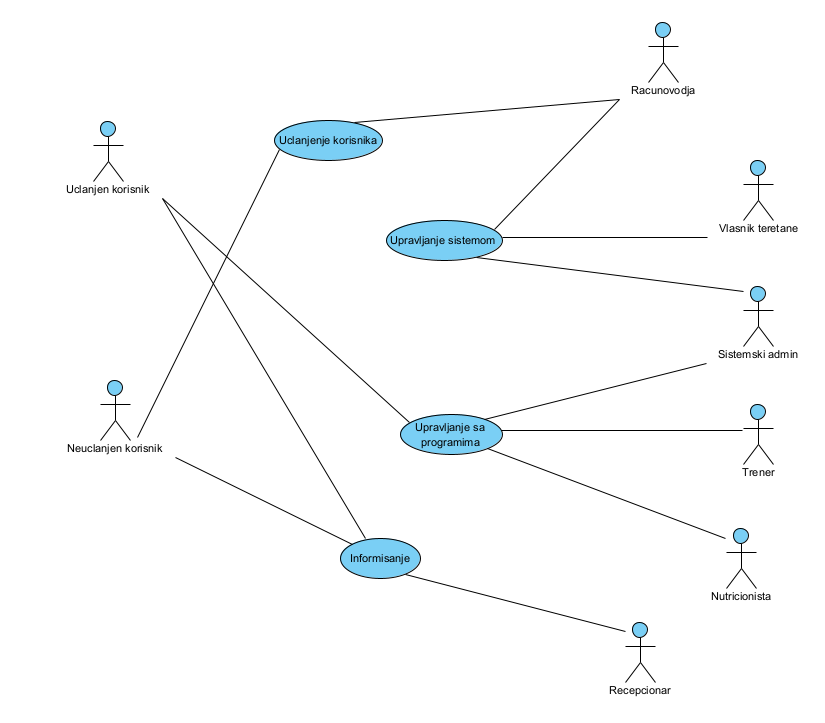 Racunovodja
Uclanjenje korisnika
Uclanjen korisnik
Vlasnik teretane
Upravljanje sistemom
Sistemski admin
Upravljanje sa
programima
Neuclanjen korisnik
Trener
Informisanje
Nutricionista
Recepcionar